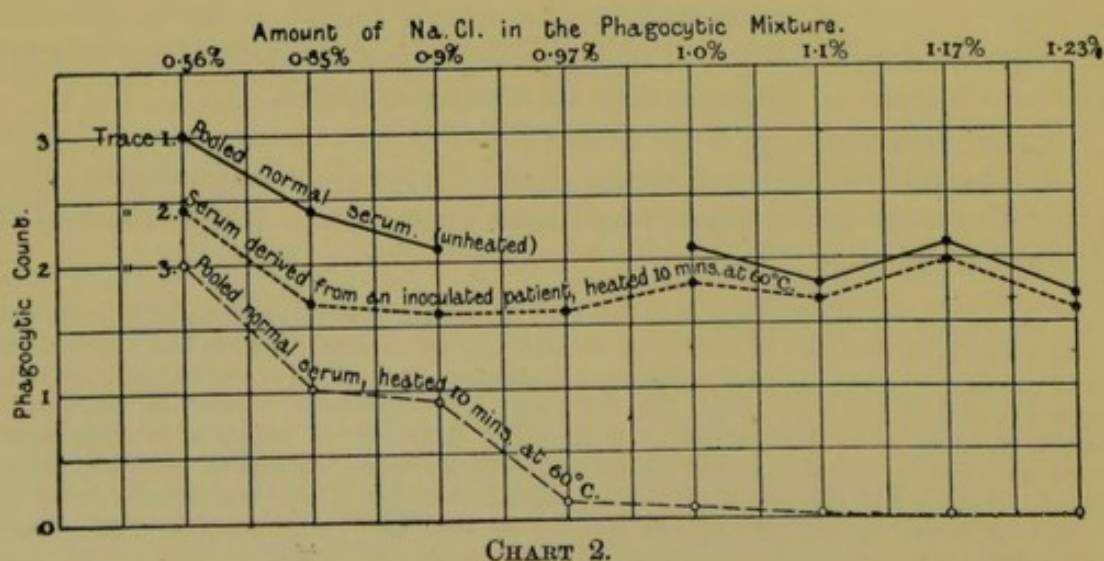 Amount of Na.Cl. in the Phagocytic Mixture.
0·56% 0·85% 0·9% 0·97% 1·0% 1·1% 1·17% 1·23%
Phagocytic Count.
3
2
1
0
Trace 1. Pooled normal serum. (unheated)
" 2. Serum derived from an inoculated patient, heated 10 mins. at 60°C.
" 3. Pooled normal serum, heated 10 mins. at 60°C.
CHART 2.